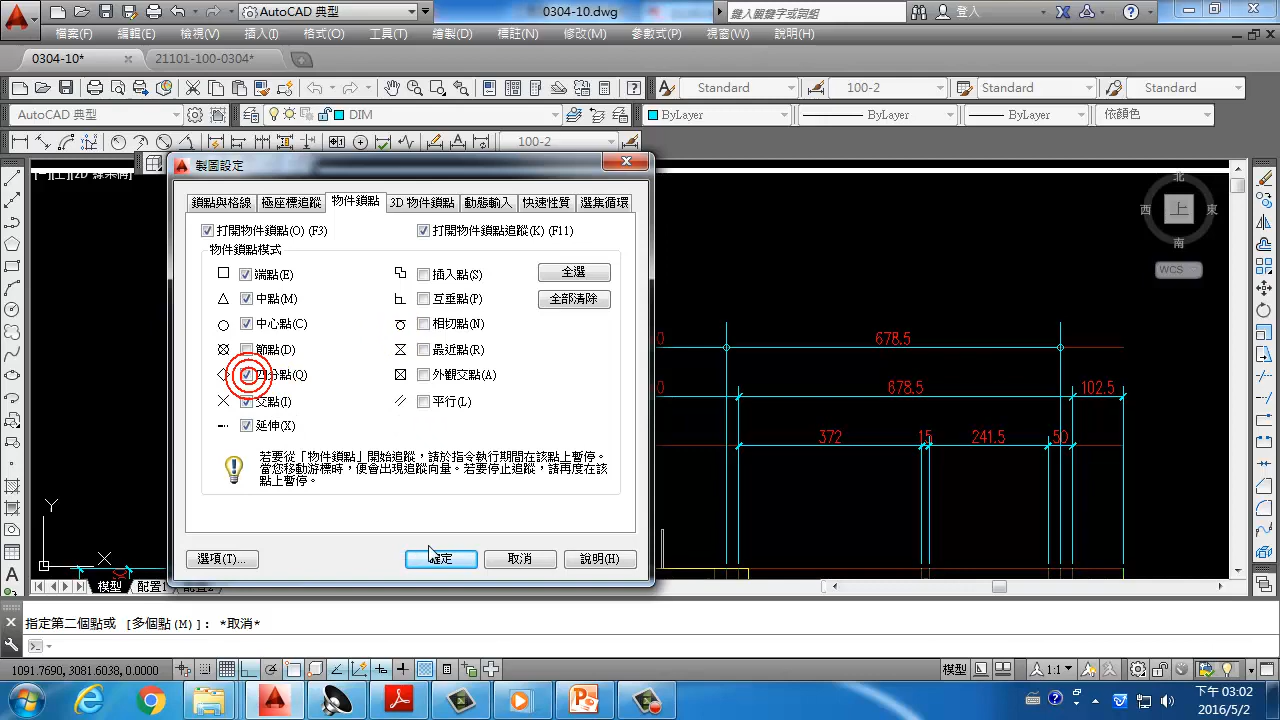 AutoCAD 典型
0304-10.dwg
鍵入關鍵字或詞組
登入
檔案(F) 編輯(E) 檢視(V) 插入(I) 格式(O) 工具(T) 繪製(D) 標註(N) 修改(M) 參數式(P) 視窗(W) 說明(H)
0304-10*
21101-100-0304*
Standard
100-2
Standard
Standard
AutoCAD 典型
DIM
ByLayer
ByLayer
ByLayer
依顏色
100-2
製圖設定
鎖點與格線 極座標追蹤 物件鎖點 3D 物件鎖點 動態輸入 快速性質 選集循環
打開物件鎖點(O) (F3)
打開物件鎖點追蹤(K) (F11)
物件鎖點模式
端點(E) 插入點(S) 全選
中點(M) 互垂點(P) 全部清除
中心點(C) 相切點(N)
節點(D) 最近點(R)
四分點(Q) 外觀交點(A)
交點(I) 平行(L)
延伸(X)
若要從「物件鎖點」開始追蹤，請於指令執行期間在該點上暫停。
當您移動游標時，便會出現追蹤向量。若要停止追蹤，請再度在該
點上暫停。
選項(T)...
確定
取消
說明(H)
北
西
上
東
南
WCS
678.5
878.5
102.5
372
15
241.5
50
Y
X
模型
配置1
配置2
指定第二個點或 [多個點(M)]: *取消*
1091.7690, 3081.6038, 0.0000
模型
1:1
下午 03:02
2016/5/2